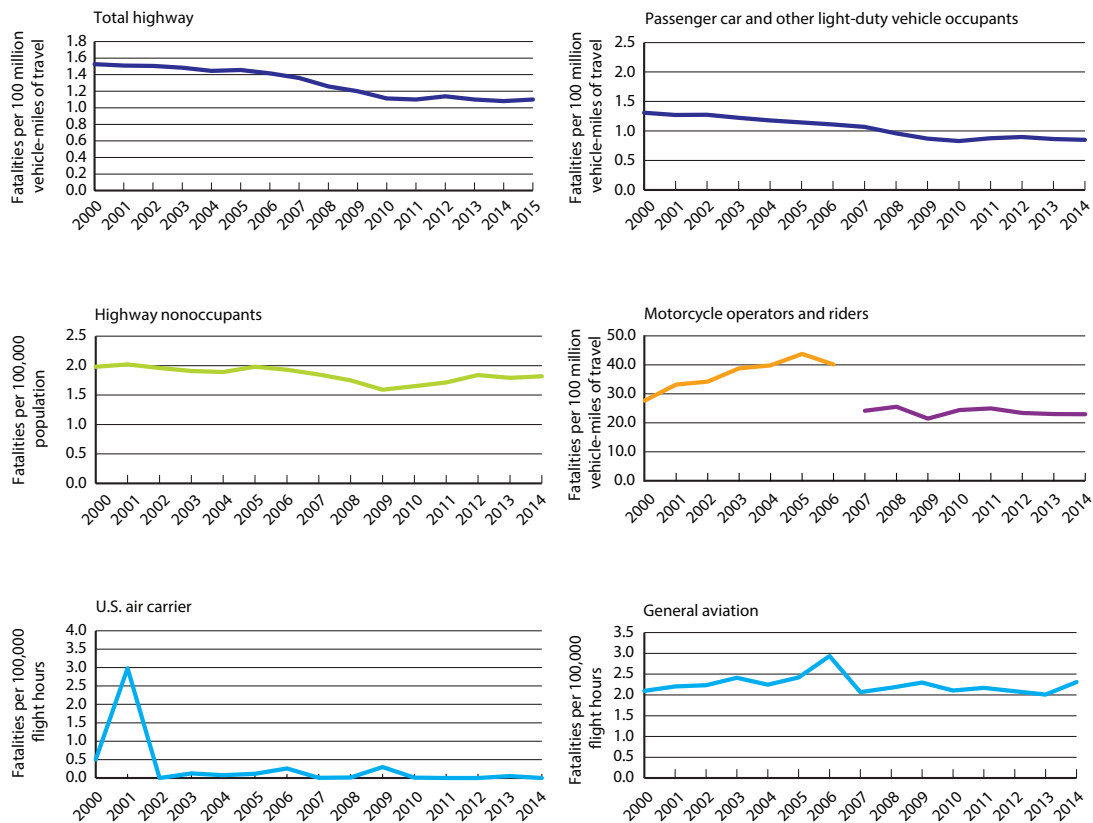 Total highway
Fatalities per 100 million
vehicle-miles of travel
1.8
1.6
1.4
1.2
1.0
0.8
0.6
0.4
0.2
0.0
2000 2001 2002 2003 2004 2005 2006 2007 2008 2009 2010 2011 2012 2013 2014 2015
Passenger car and other light-duty vehicle occupants
Fatalities per 100 million
vehicle-miles of travel
2.5
2.0
1.5
1.0
0.5
0.0
2000 2001 2002 2003 2004 2005 2006 2007 2008 2009 2010 2011 2012 2013 2014
Highway nonoccupants
Fatalities per 100,000
population
2.5
2.0
1.5
1.0
0.5
0.0
2000 2001 2002 2003 2004 2005 2006 2007 2008 2009 2010 2011 2012 2013 2014
Motorcycle operators and riders
Fatalities per 100 million
vehicle-miles of travel
50.0
40.0
30.0
20.0
10.0
0.0
2000 2001 2002 2003 2004 2005 2006 2007 2008 2009 2010 2011 2012 2013 2014
U.S. air carrier
Fatalities per 100,000
flight hours
4.0
3.5
3.0
2.5
2.0
1.5
1.0
0.5
0.0
2000 2001 2002 2003 2004 2005 2006 2007 2008 2009 2010 2011 2012 2013 2014
General aviation
Fatalities per 100,000
flight hours
3.5
3.0
2.5
2.0
1.5
1.0
0.5
0.0
2000 2001 2002 2003 2004 2005 2006 2007 2008 2009 2010 2011 2012 2013 2014